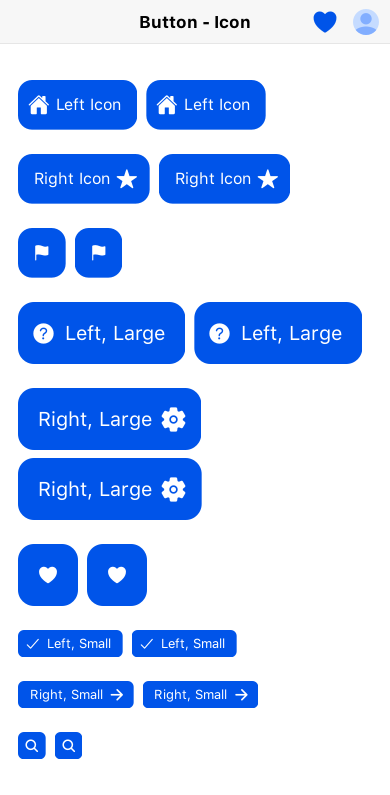 Button - Icon
Left Icon Left Icon
Right Icon Right Icon
Left, Large Left, Large
Right, Large
Right, Large
Left, Small Left, Small
Right, Small Right, Small